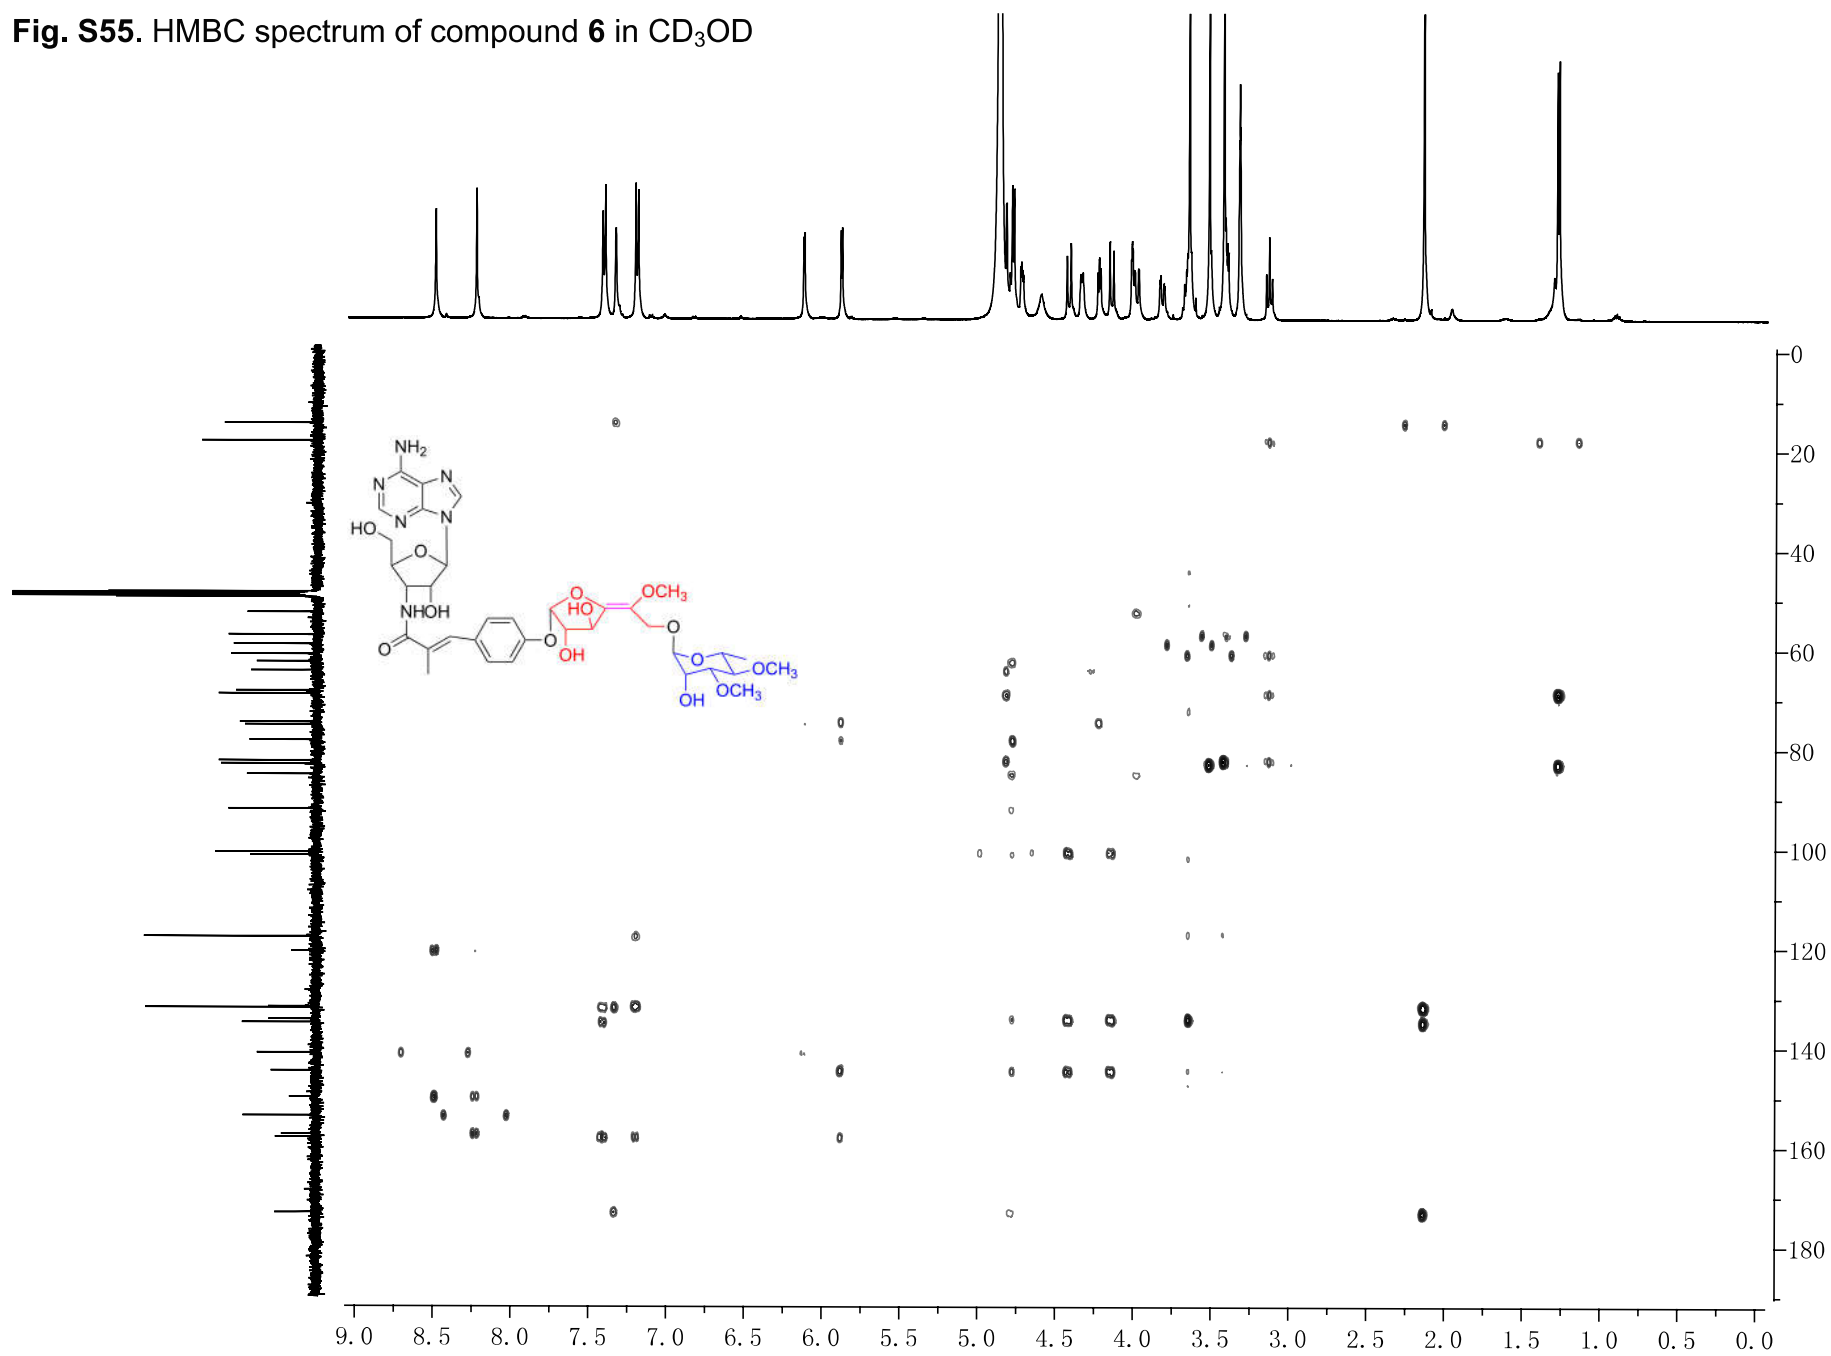 Fig. S55. HMBC spectrum of compound 6 in CD₃OD
0
20
40
60
80
100
120
140
160
180
NH₂
N
N
N
N
HO
O
NH
OH
O
O
O
HO
OH
OCH₃
O
O
OCH₃
OCH₃
OH
9.0 8.5 8.0 7.5 7.0 6.5 6.0 5.5 5.0 4.5 4.0 3.5 3.0 2.5 2.0 1.5 1.0 0.5 0.0